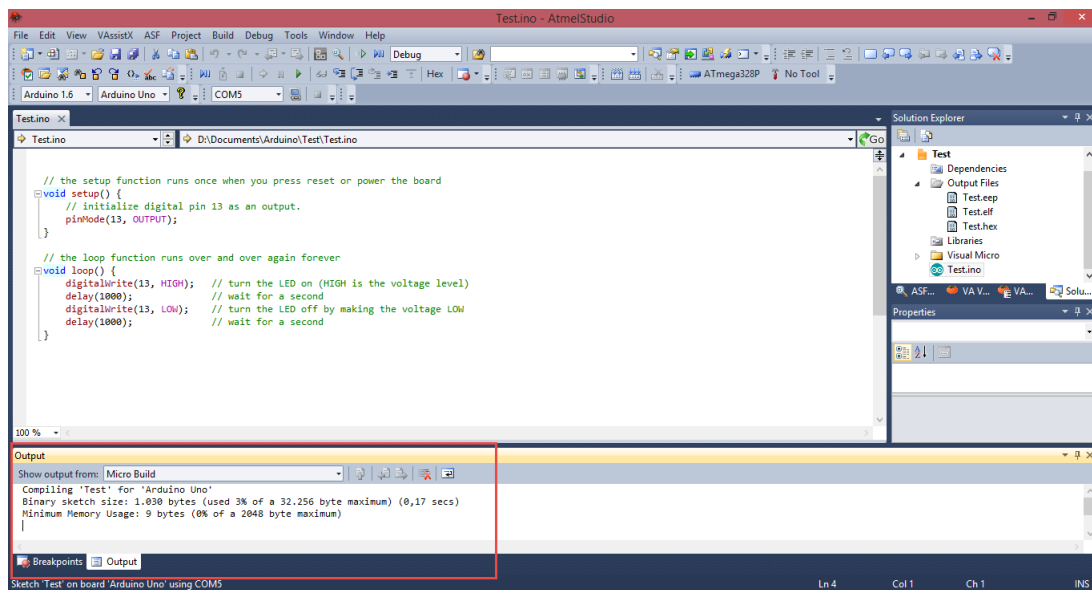 Test.ino - AtmelStudio
File Edit View VAssistX ASF Project Build Debug Tools Window Help
Debug
Hex ATmega328P No Tool
Arduino 1.6 Arduino Uno COM5
Test.ino
Test.ino D:\Documents\Arduino\Test\Test.ino Go
// the setup function runs once when you press reset or power the board
void setup() {
// initialize digital pin 13 as an output.
pinMode(13, OUTPUT);
}
// the loop function runs over and over again forever
void loop() {
digitalWrite(13, HIGH); // turn the LED on (HIGH is the voltage level)
delay(1000); // wait for a second
digitalWrite(13, LOW); // turn the LED off by making the voltage LOW
delay(1000); // wait for a second
}
100 %
Solution Explorer
Test
Dependencies
Output Files
Test.eep
Test.elf
Test.hex
Libraries
Visual Micro
Test.ino
ASF... VA V... VA... Solu...
Properties
Output
Show output from: Micro Build
Compiling 'Test' for 'Arduino Uno'
Binary sketch size: 1.030 bytes (used 3% of a 32.256 byte maximum) (0,17 secs)
Minimum Memory Usage: 9 bytes (0% of a 2048 byte maximum)
Breakpoints Output
Sketch 'Test' on board 'Arduino Uno' using COM5 Ln 4 Col 1 Ch 1 INS